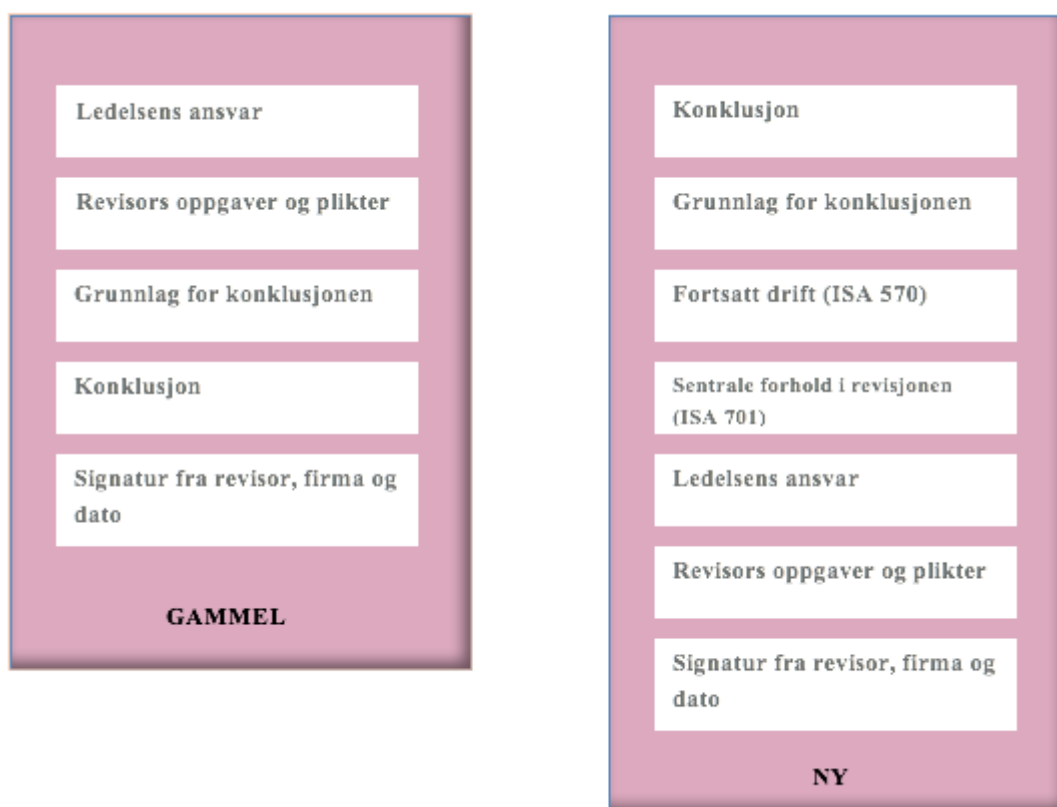 Ledelsens ansvar
Revisors oppgaver og plikter
Grunnlag for konklusjonen
Konklusjon
Signatur fra revisor, firma og
dato
GAMMEL
Konklusjon
Grunnlag for konklusjonen
Fortsatt drift (ISA 570)
Sentrale forhold i revisjonen
(ISA 701)
Ledelsens ansvar
Revisors oppgaver og plikter
Signatur fra revisor, firma og
dato
NY